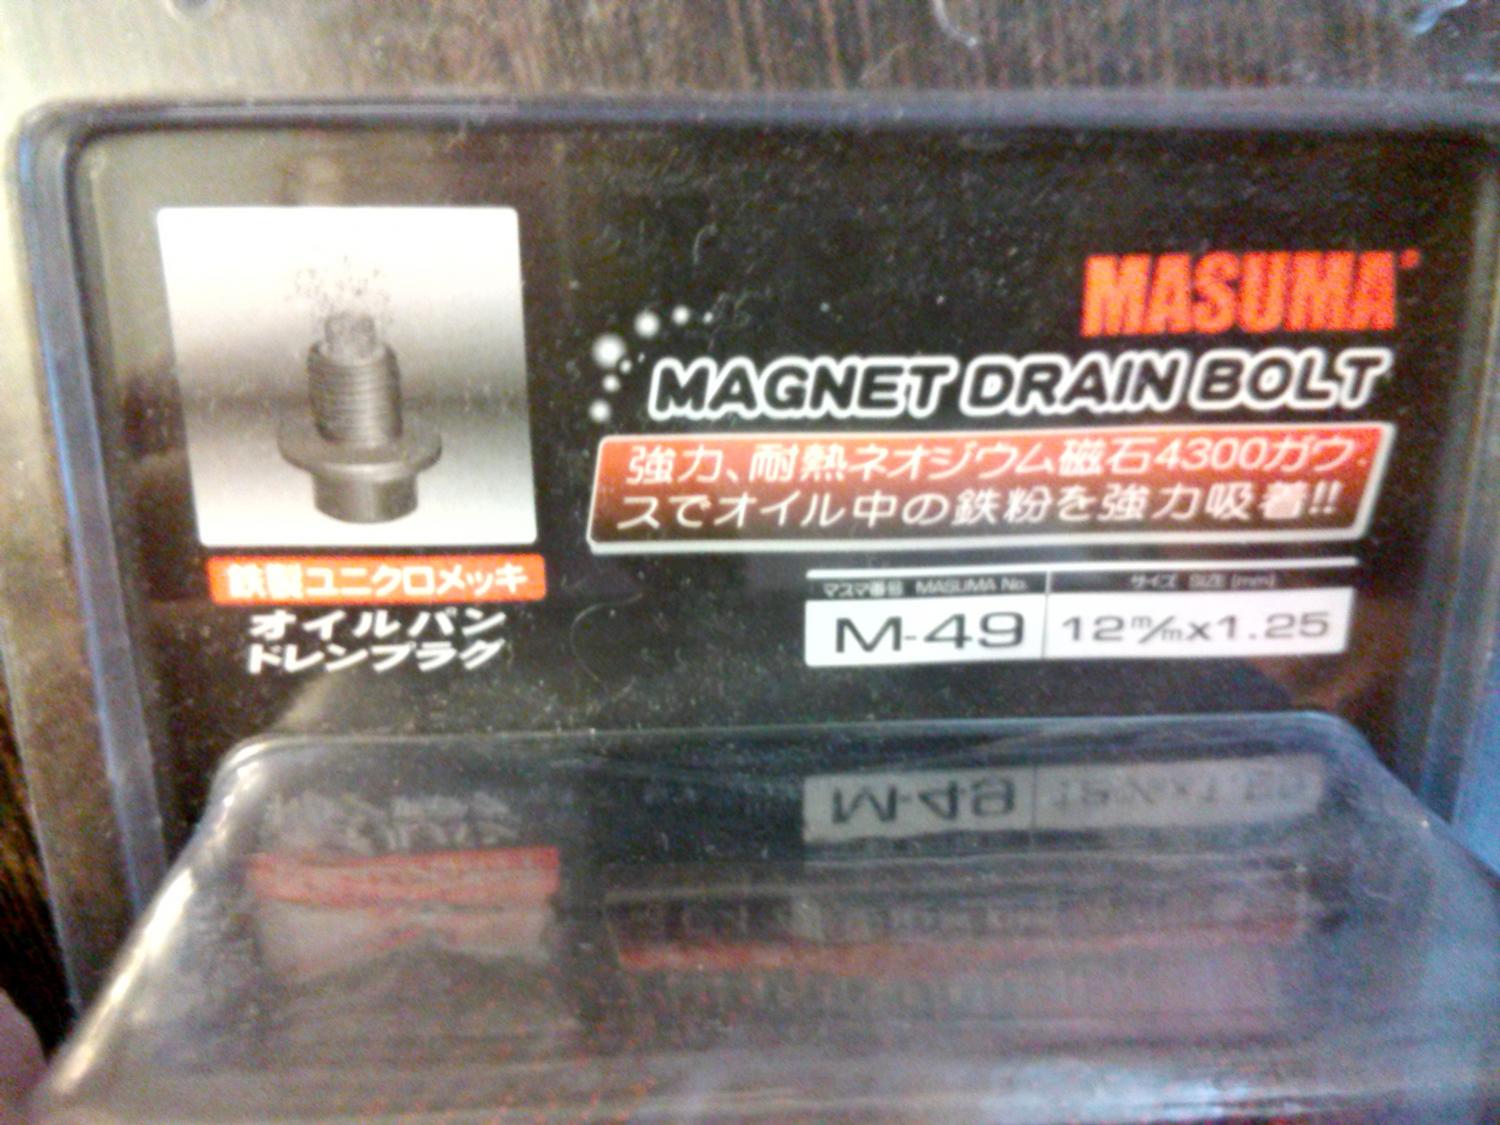 MASUMA
MAGNET DRAIN BOLT
強力、耐熱ネオジウム磁石4300ガウ
スでオイル中の鉄粉を強力吸着!!
鉄製ユニクロメッキ
オイルパン
ドレンプラグ
マスマ番号 MASUMA No. サイズ SIZE (mm)
M-49 12m/mx1.25